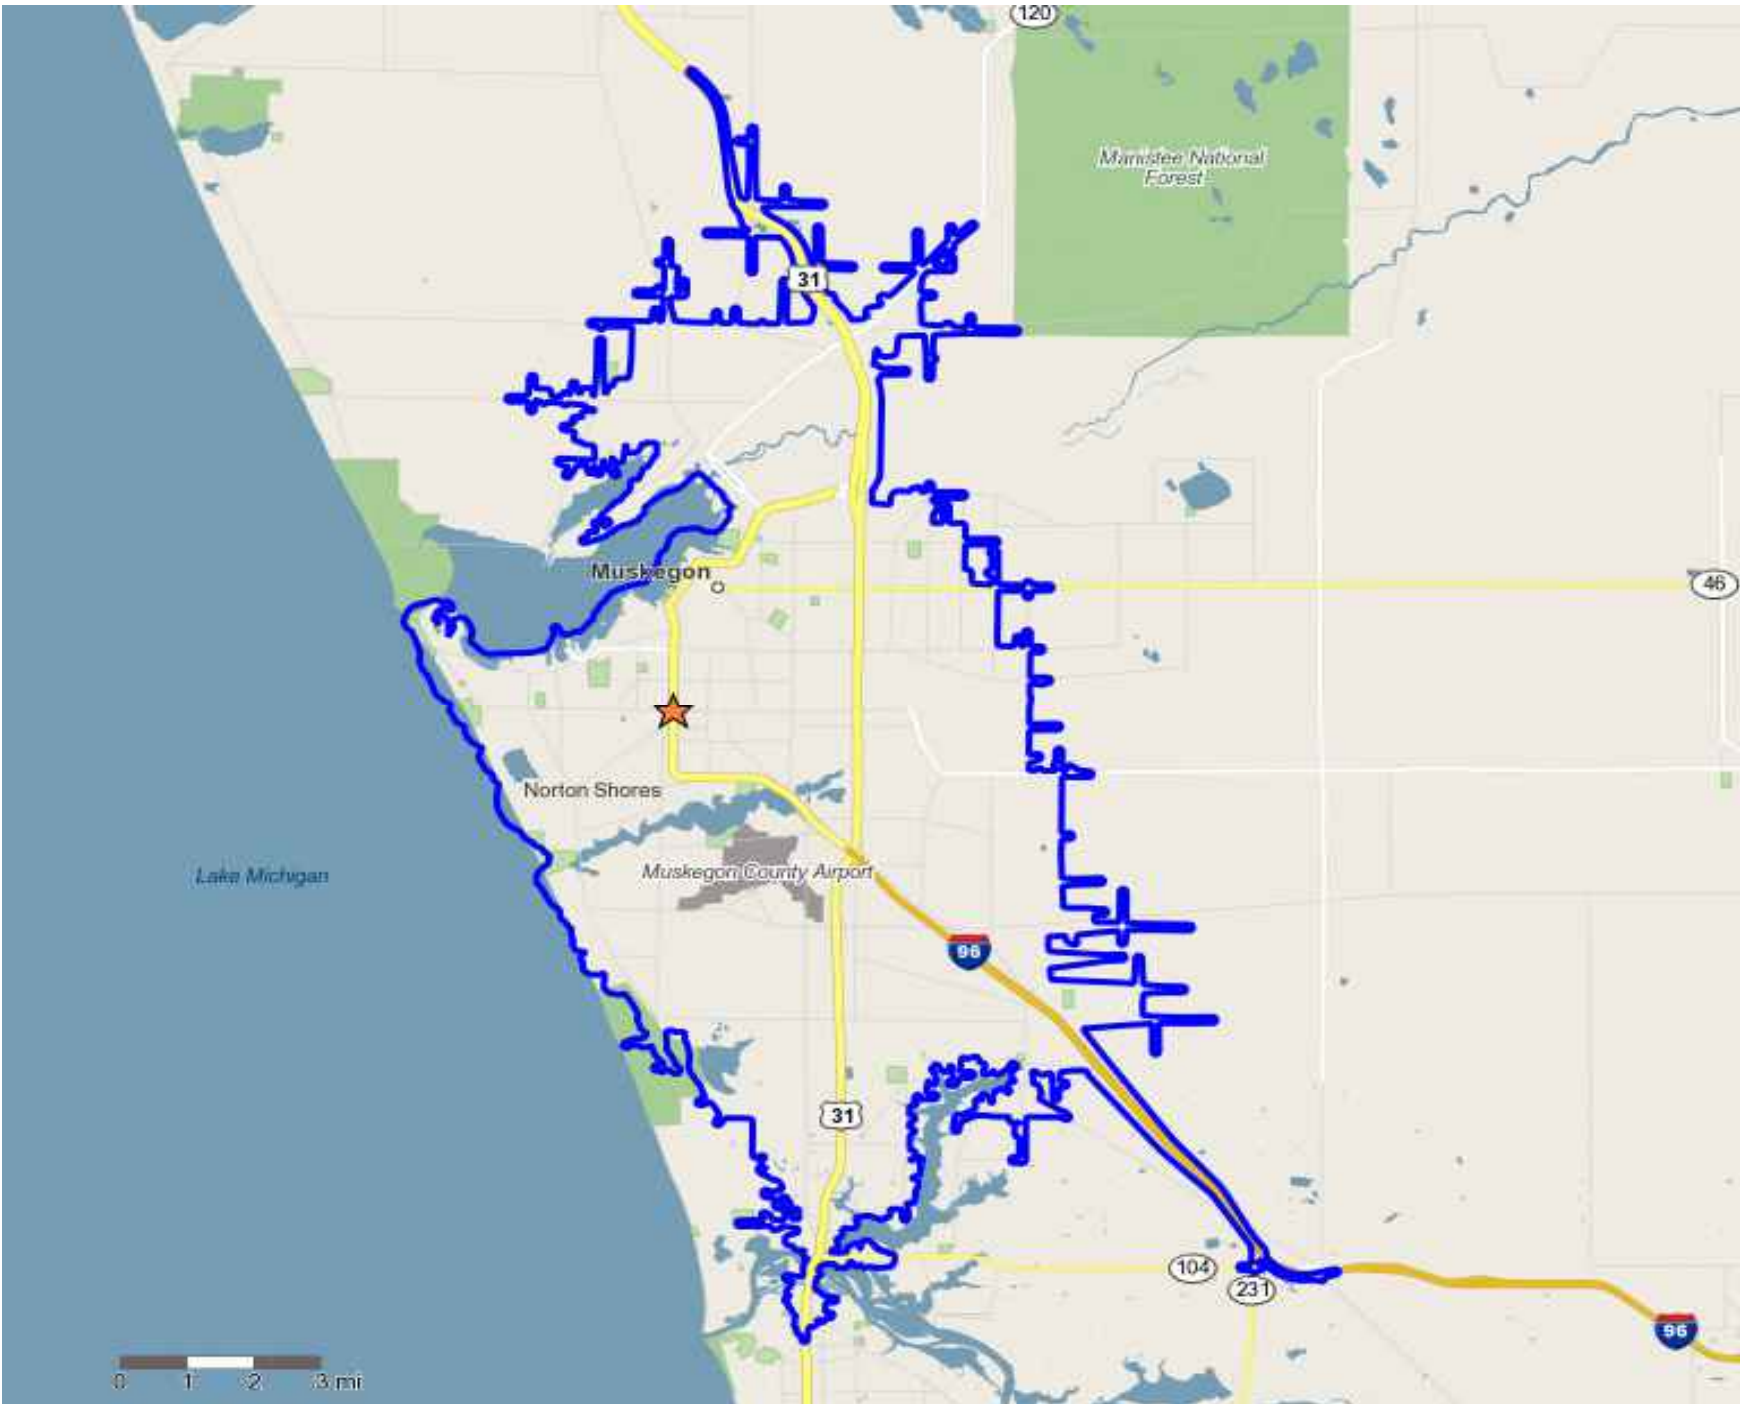 120
Manistee National
Forest
31
Muskegon
46
Norton Shores
Muskegon County Airport
Lake Michigan
96
31
104
231
96
0 1 2 3 mi